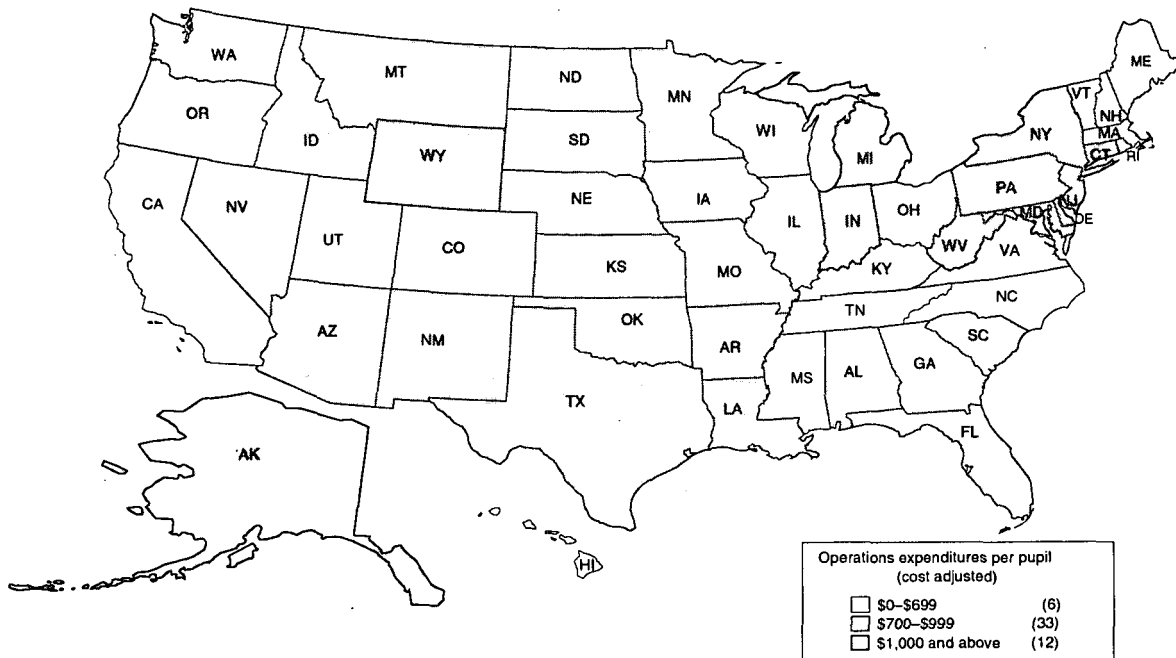 WA
MT
ND
MN
ME
VT
NH
OR
ID
SD
WI
NY
MA
WY
MI
CT
RI
CA
NV
NE
IA
PA
NJ
UT
CO
IL
IN
OH
MD
DE
KS
MO
WV
VA
KY
AZ
NM
OK
TN
NC
AR
SC
MS
AL
GA
TX
LA
FL
AK
HI
Operations expenditures per pupil
(cost adjusted)
$0–$699 (6)
$700–$999 (33)
$1,000 and above (12)